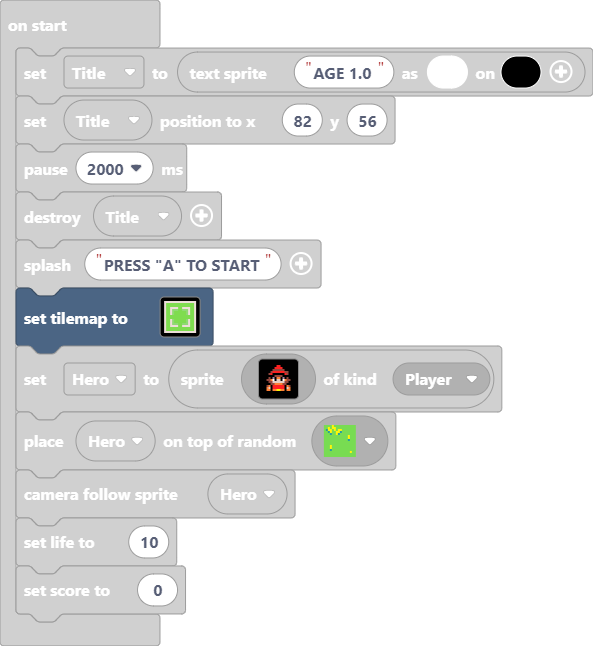 on start
set Title to text sprite "AGE 1.0" as on
set Title position to x 82 y 56
pause 2000 ms
destroy Title
splash "PRESS "A" TO START"
set tilemap to
set Hero to sprite of kind Player
place Hero on top of random
camera follow sprite Hero
set life to 10
set score to 0